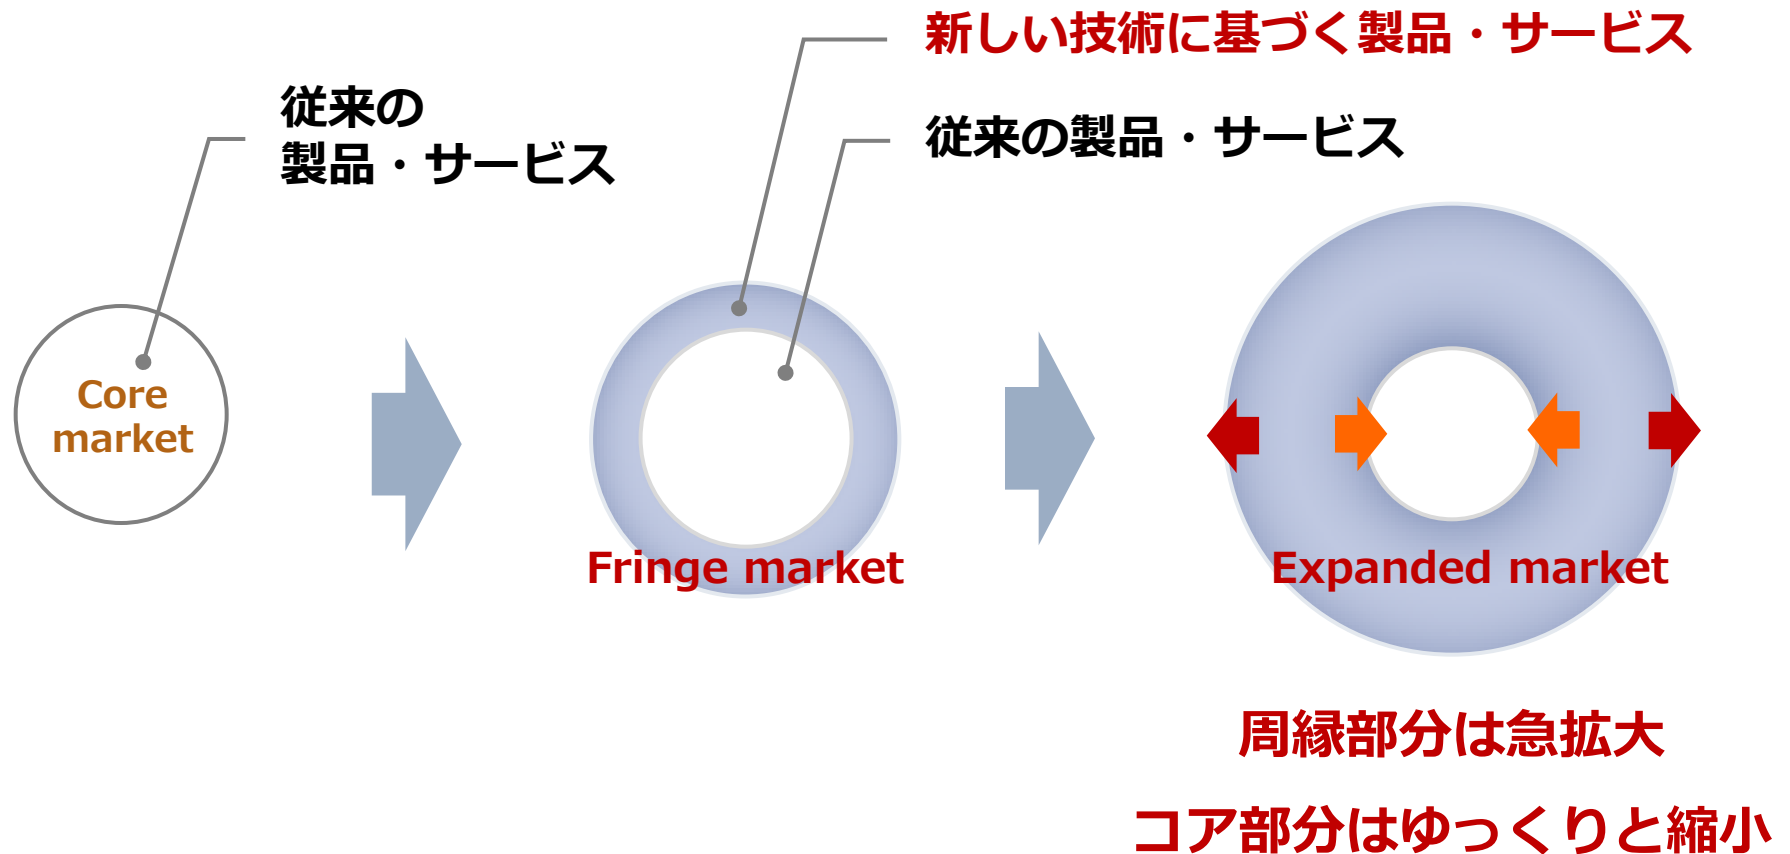 新しい技術に基づく製品・サービス
従来の
製品・サービス
従来の製品・サービス
Core
market
Fringe market
Expanded market
周縁部分は急拡大
コア部分はゆっくりと縮小